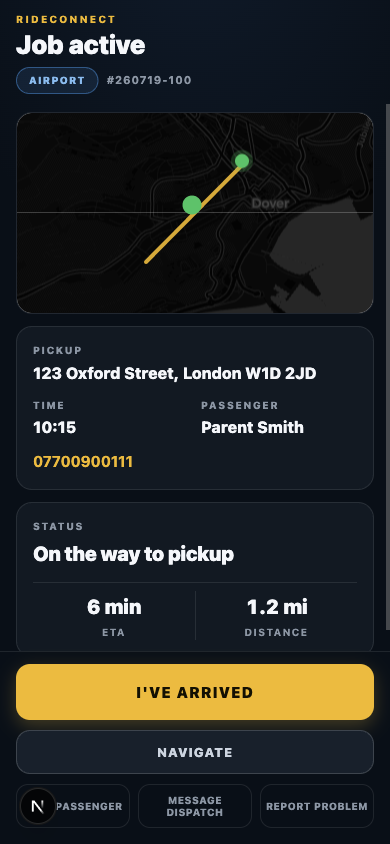 RIDECONNECT
Job active
AIRPORT #260719-100
Dover
PICKUP
123 Oxford Street, London W1D 2JD
TIME PASSENGER
10:15 Parent Smith
07700900111
STATUS
On the way to pickup
6 min 1.2 mi
ETA DISTANCE
I'VE ARRIVED
NAVIGATE
N PASSENGER
MESSAGE
DISPATCH
REPORT PROBLEM